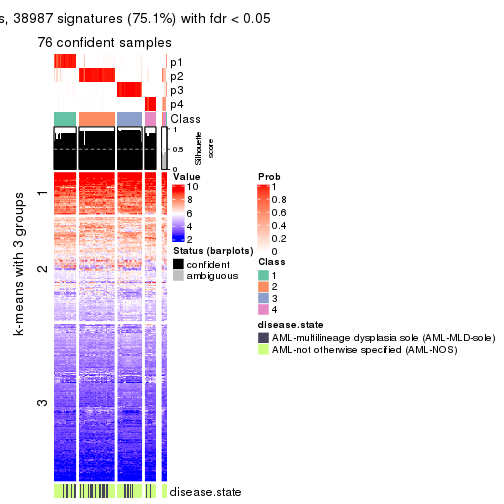 s, 38987 signatures (75.1%) with fdr < 0.05
76 confident samples
p1
p2
p3
p4
Class
1
0.5
0
Silhouette
score
k-means with 3 groups
1
2
3
disease.state
Value
10
8
6
4
2
Status (barplots)
confident
ambiguous
Prob
1
0.8
0.6
0.4
0.2
0
Class
1
2
3
4
disease.state
AML-multilineage dysplasia sole (AML-MLD-sole)
AML-not otherwise specified (AML-NOS)